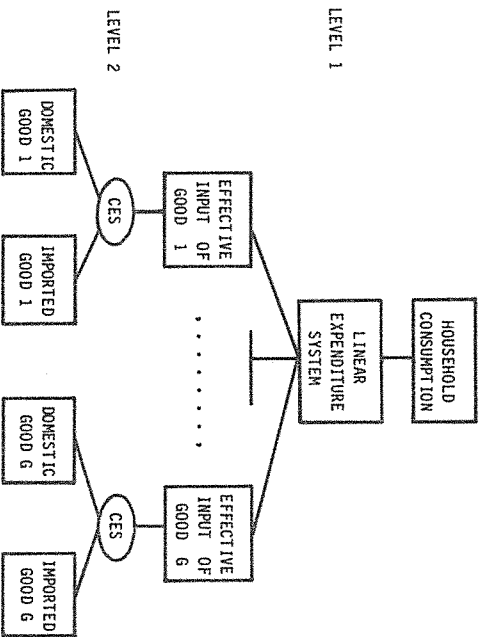 HOUSEHOLD
CONSUMPTION
LEVEL 1
LINEAR
EXPENDITURE
SYSTEM
EFFECTIVE
INPUT OF
GOOD 1
EFFECTIVE
INPUT OF
GOOD G
LEVEL 2
CES
CES
DOMESTIC
GOOD 1
IMPORTED
GOOD 1
DOMESTIC
GOOD G
IMPORTED
GOOD G